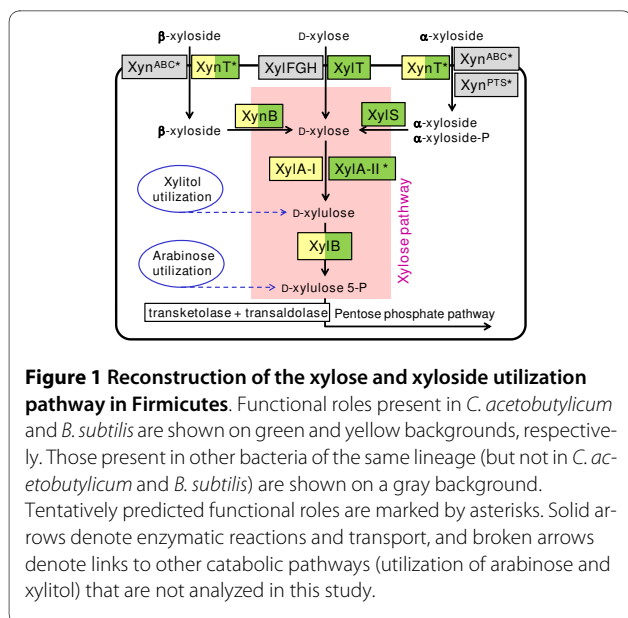 β-xyloside D-xylose α-xyloside
Xyn^ABC* XynT* XylFGH XylT XynT* Xyn^ABC*
Xyn^PTS*
β-xyloside XynB D-xylose XylS α-xyloside
α-xyloside-P
XylA-I XylA-II*
Xylitol
utilization
D-xylulose
XylB
Arabinose
utilization
D-xylulose 5-P
Xylose pathway
transketolase + transaldolase Pentose phosphate pathway
Figure 1 Reconstruction of the xylose and xyloside utilization
pathway in Firmicutes. Functional roles present in C. acetobutylicum
and B. subtilis are shown on green and yellow backgrounds, respective-
ly. Those present in other bacteria of the same lineage (but not in C. ac-
etobutylicum and B. subtilis) are shown on a gray background.
Tentatively predicted functional roles are marked by asterisks. Solid ar-
rows denote enzymatic reactions and transport, and broken arrows
denote links to other catabolic pathways (utilization of arabinose and
xylitol) that are not analyzed in this study.